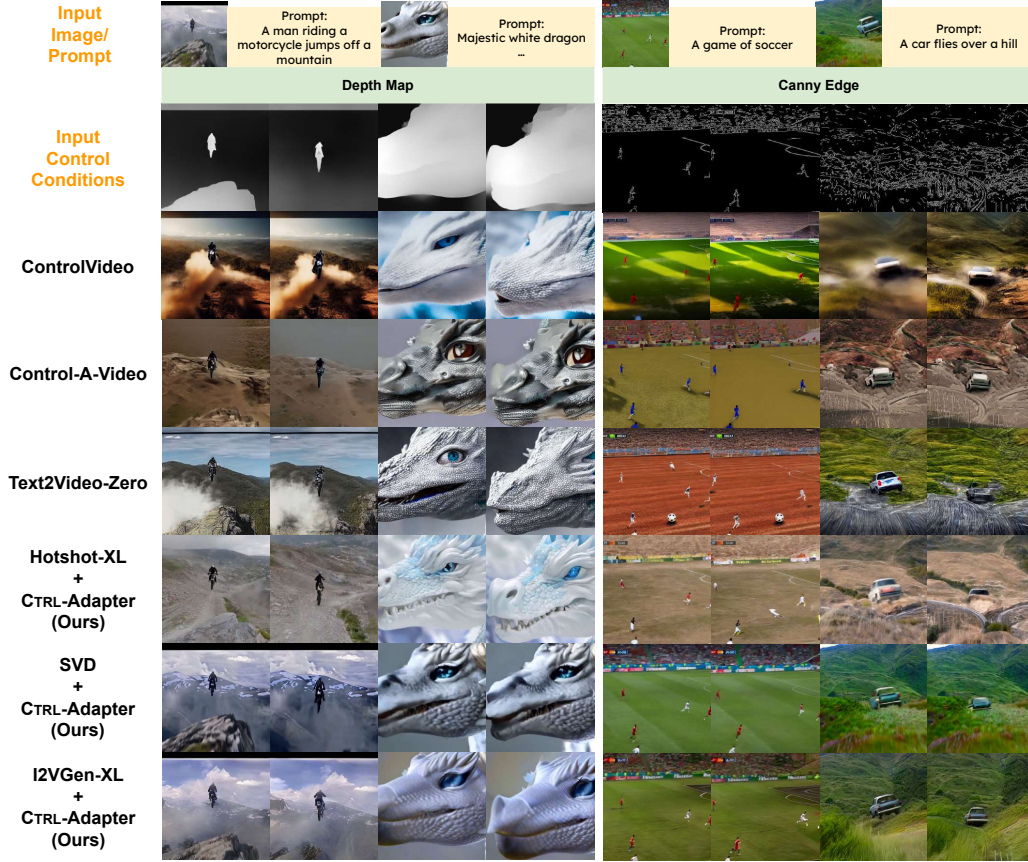 Input
Image/
Prompt
Prompt:
A man riding a
motorcycle jumps off a
mountain
Prompt:
Majestic white dragon
...
Prompt:
A game of soccer
Prompt:
A car flies over a hill
Depth Map
Canny Edge
Input
Control
Conditions
ControlVideo
Control-A-Video
Text2Video-Zero
Hotshot-XL
+
CTRL-Adapter
(Ours)
SVD
+
CTRL-Adapter
(Ours)
I2VGen-XL
+
CTRL-Adapter
(Ours)